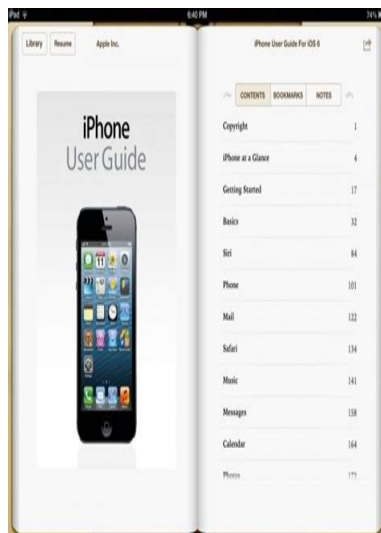 iPad 6:40 PM 74%
Library Resume Apple Inc.
iPhone
User Guide
iPhone User Guide For iOS 6
CONTENTS BOOKMARKS NOTES
Copyright 1
iPhone at a Glance 4
Getting Started 17
Basics 32
Siri 84
Phone 101
Mail 122
Safari 134
Music 141
Messages 158
Calendar 164
Photos 172